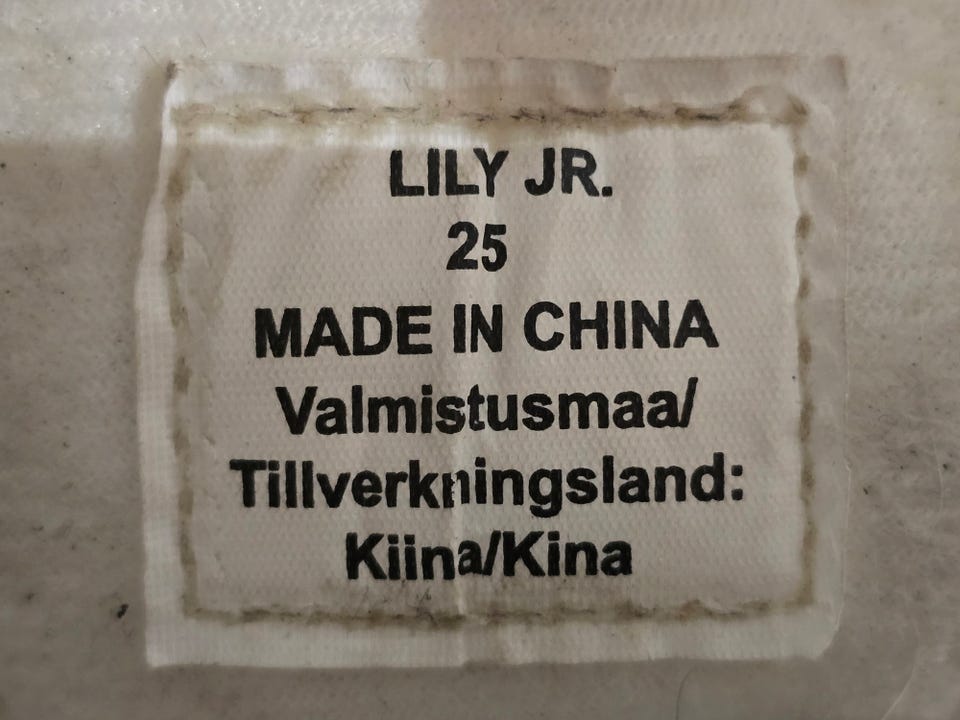 LILY JR.
25
MADE IN CHINA
Valmistusmaa/
Tillverkningsland:
Kiina/Kina